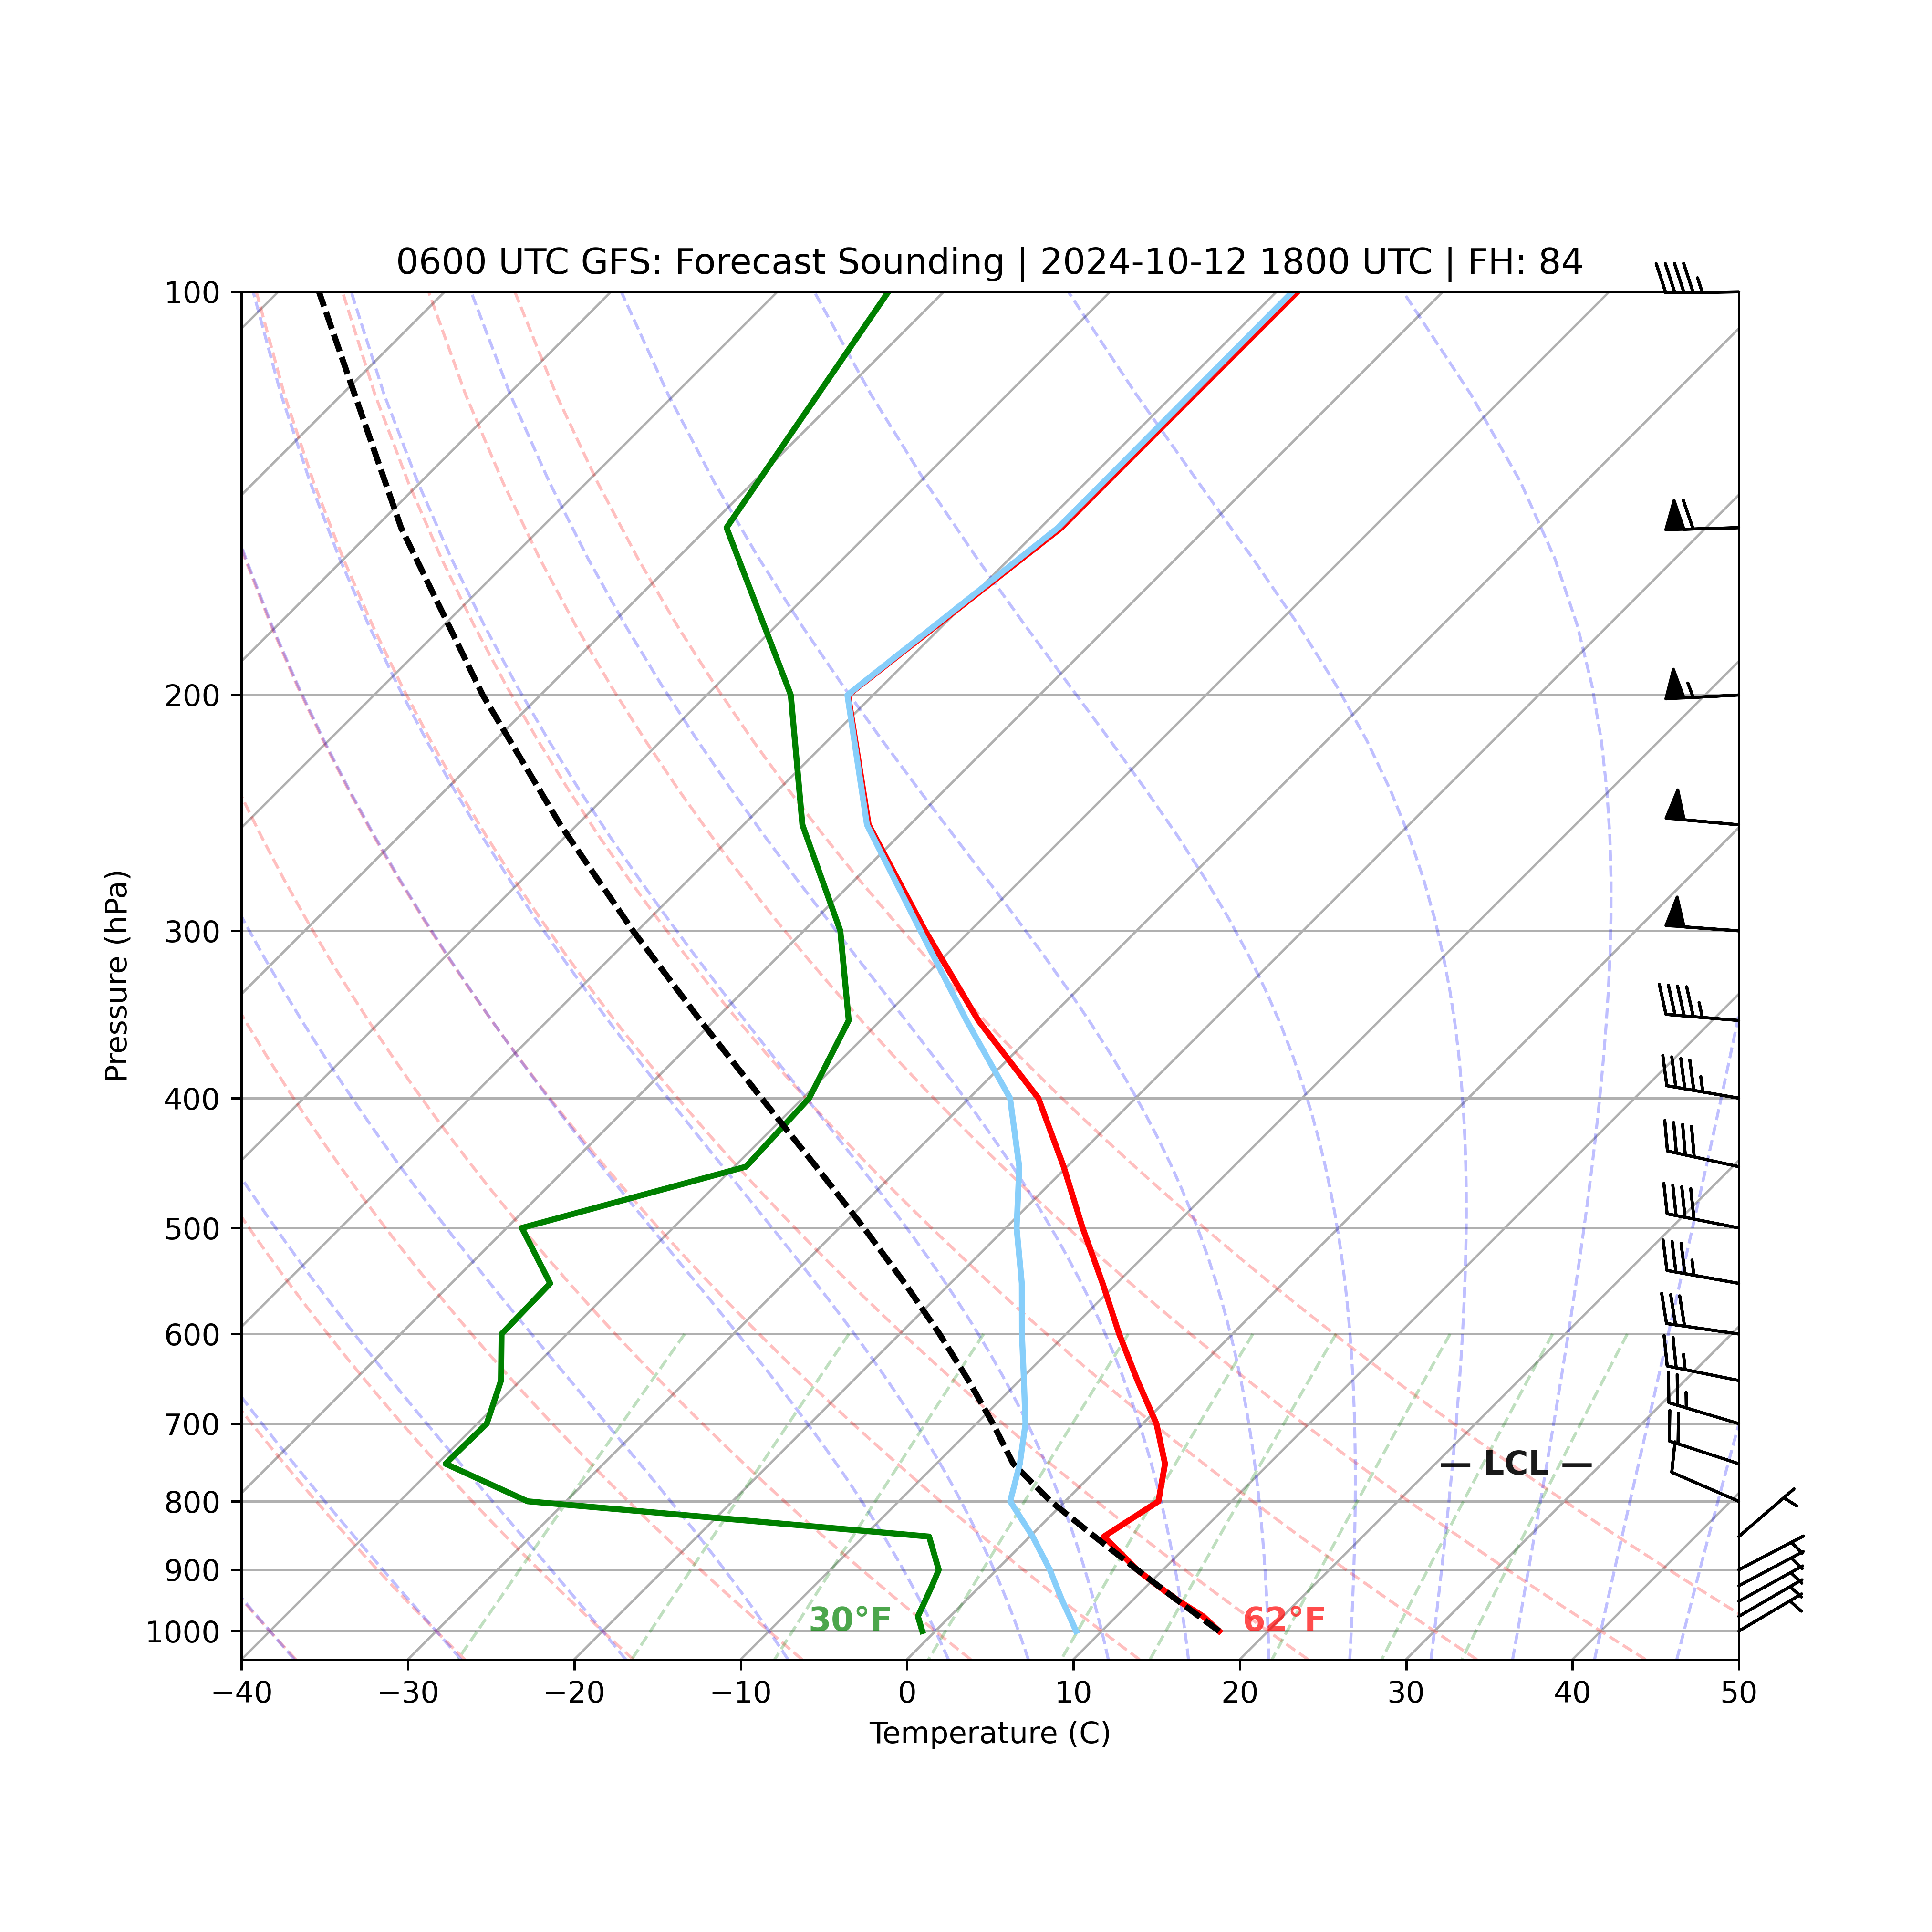 0600 UTC GFS: Forecast Sounding | 2024-10-12 1800 UTC | FH: 84
100
200
300
400
500
600
700
800
900
1000
Pressure (hPa)
— LCL —
30°F
62°F
−40 −30 −20 −10 0 10 20 30 40 50
Temperature (C)